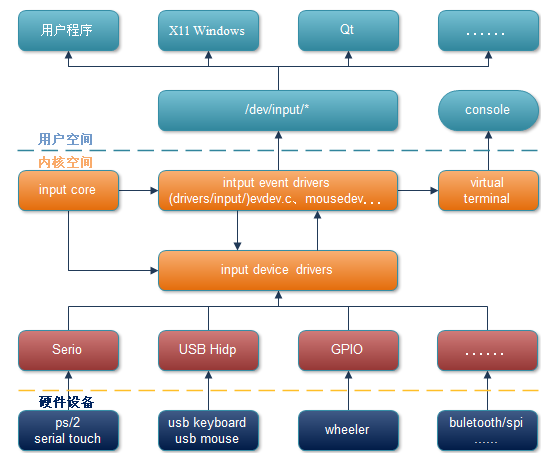 用户程序
X11 Windows
Qt
......
/dev/input/*
console
用户空间
内核空间
input core
intput event drivers
(drivers/input/)evdev.c、mousedev...
virtual
terminal
input device drivers
Serio
USB Hidp
GPIO
......
硬件设备
ps/2
serial touch
usb keyboard
usb mouse
wheeler
buletooth/spi
......